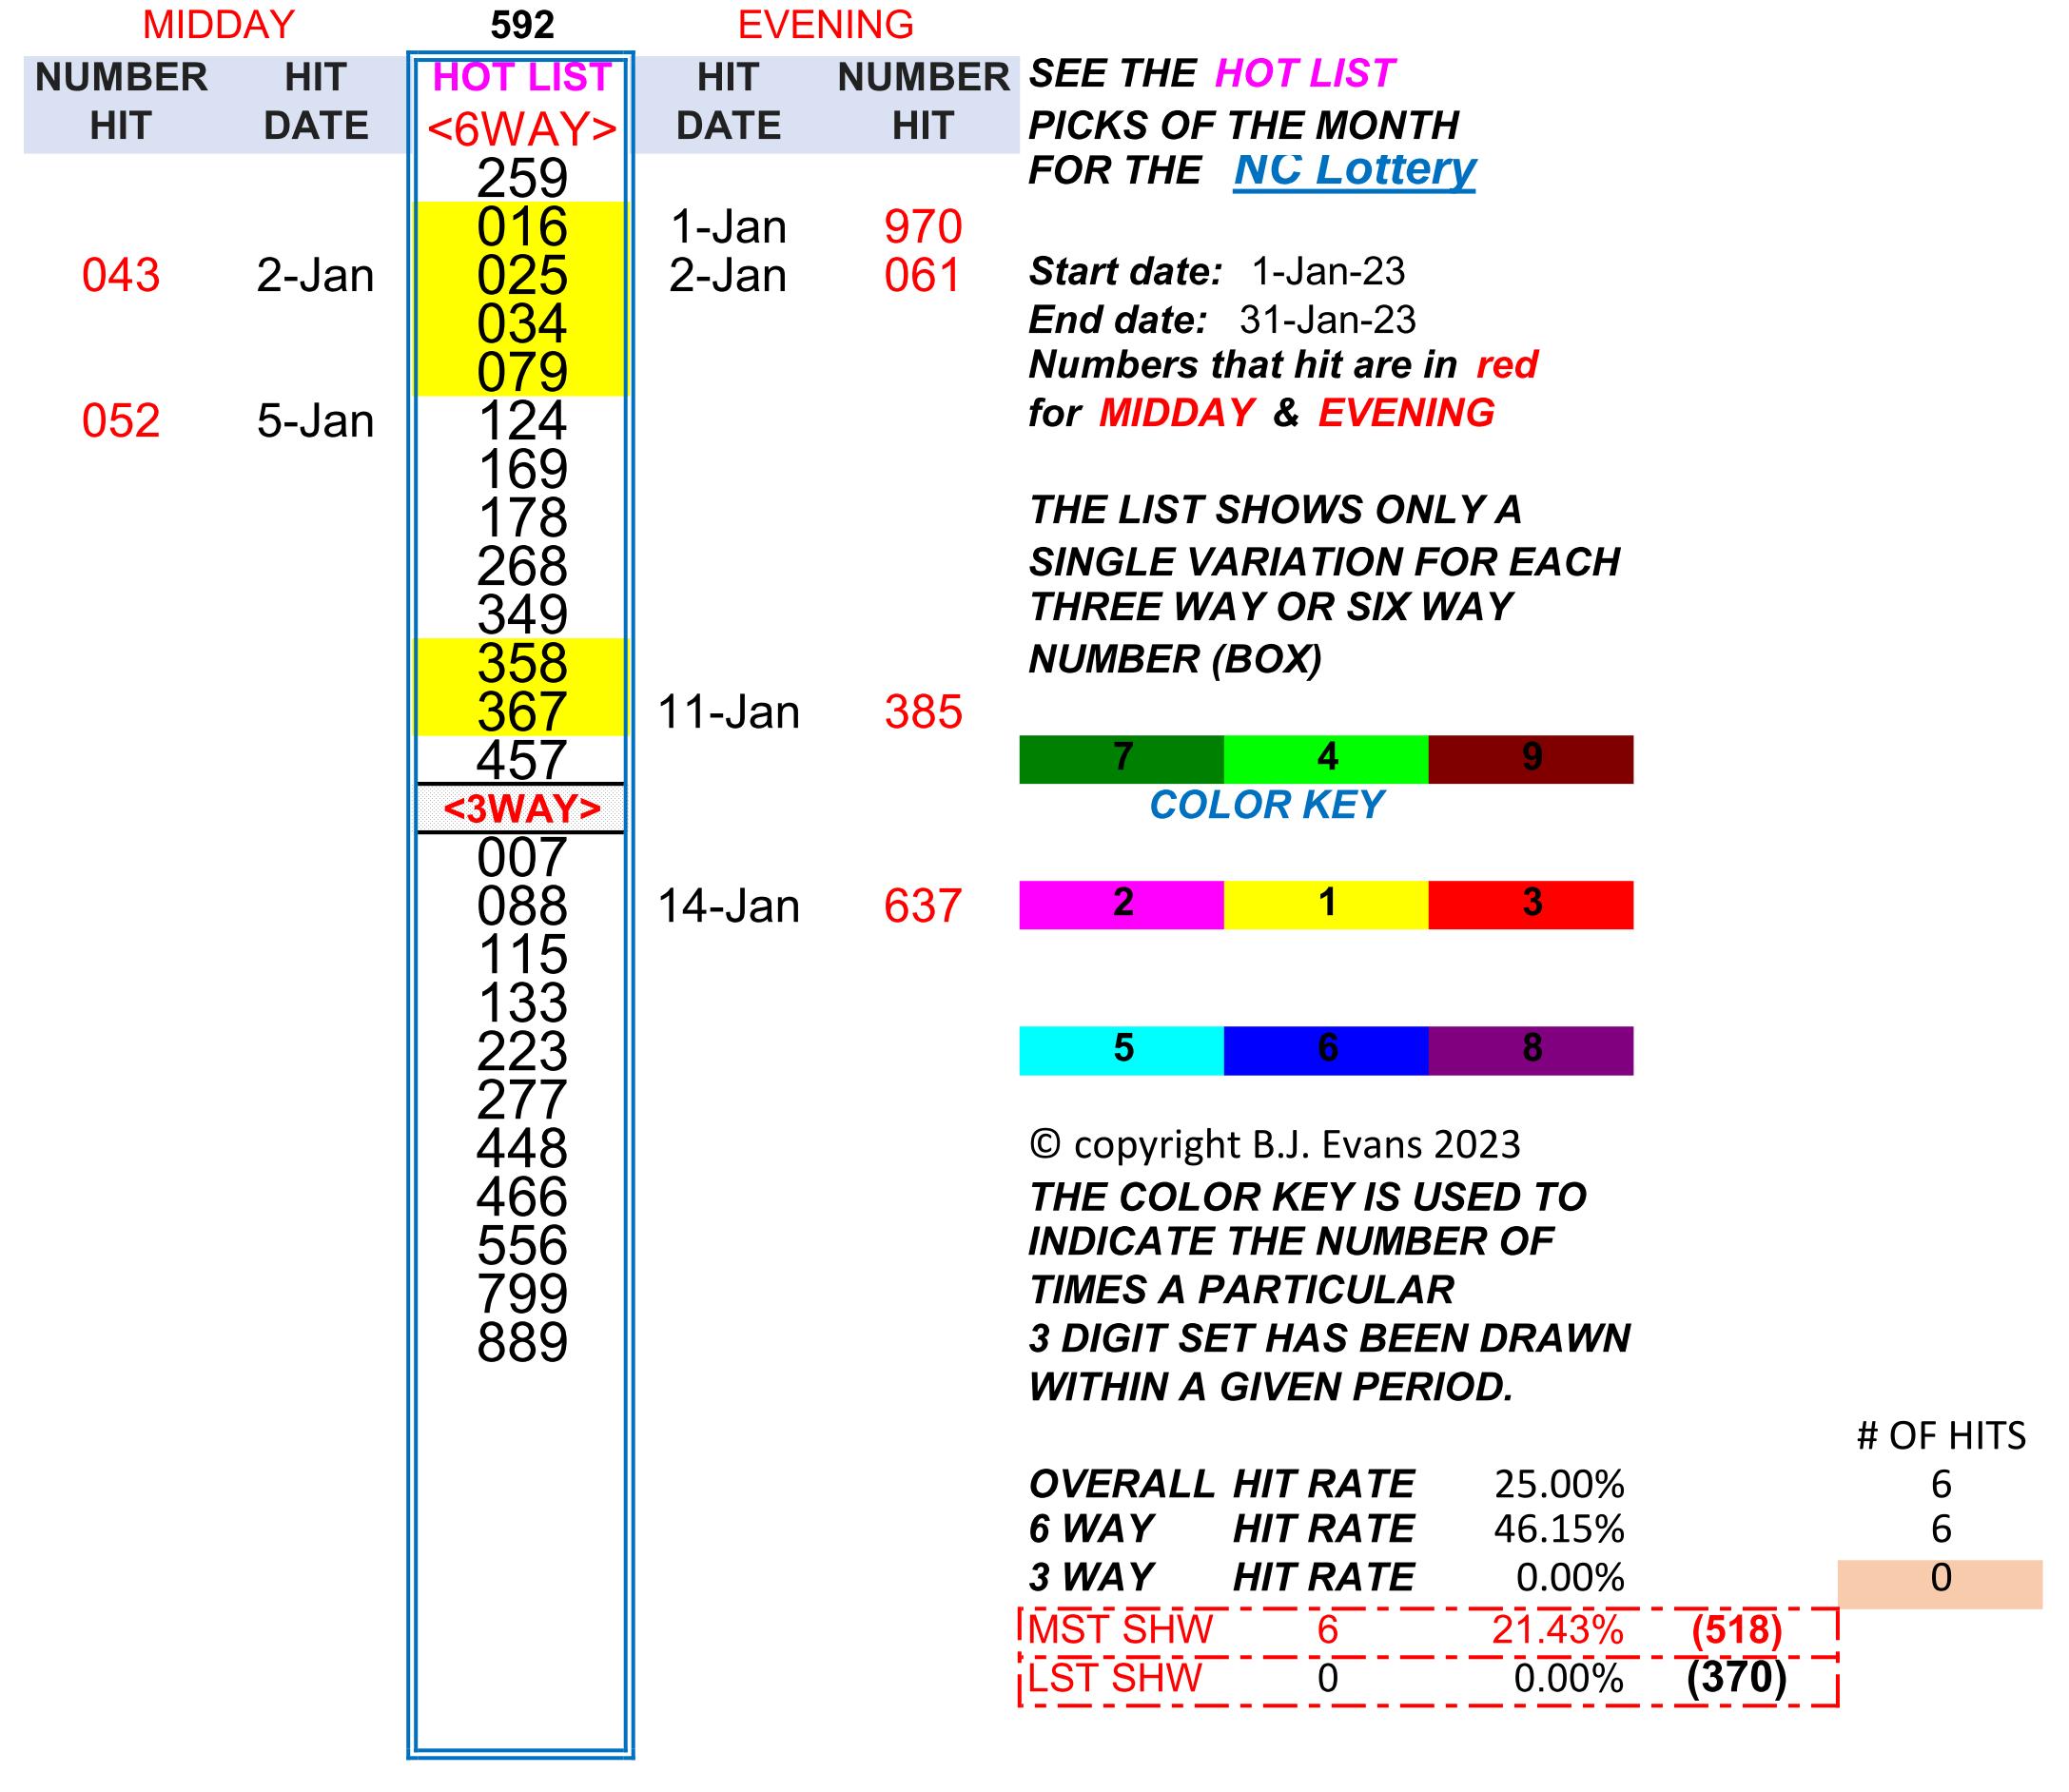 MIDDAY 592 EVENING
NUMBER HIT HOT LIST HIT NUMBER SEE THE HOT LIST
HIT DATE <6WAY> DATE HIT PICKS OF THE MONTH
259 FOR THE NC Lottery
016 1-Jan 970
043 2-Jan 025 2-Jan 061 Start date: 1-Jan-23
034 End date: 31-Jan-23
079 Numbers that hit are in red
052 5-Jan 124 for MIDDAY & EVENING
169
178 THE LIST SHOWS ONLY A
268 SINGLE VARIATION FOR EACH
349 THREE WAY OR SIX WAY
358 NUMBER (BOX)
367 11-Jan 385
457 7 4 9
<3WAY> COLOR KEY
007
088 14-Jan 637 2 1 3
115
133
223 5 6 8
277
448 © copyright B.J. Evans 2023
466 THE COLOR KEY IS USED TO
556 INDICATE THE NUMBER OF
799 TIMES A PARTICULAR
889 3 DIGIT SET HAS BEEN DRAWN
WITHIN A GIVEN PERIOD.
# OF HITS
OVERALL HIT RATE 25.00% 6
6 WAY HIT RATE 46.15% 6
3 WAY HIT RATE 0.00% 0
MST SHW 6 21.43% (518)
LST SHW 0 0.00% (370)